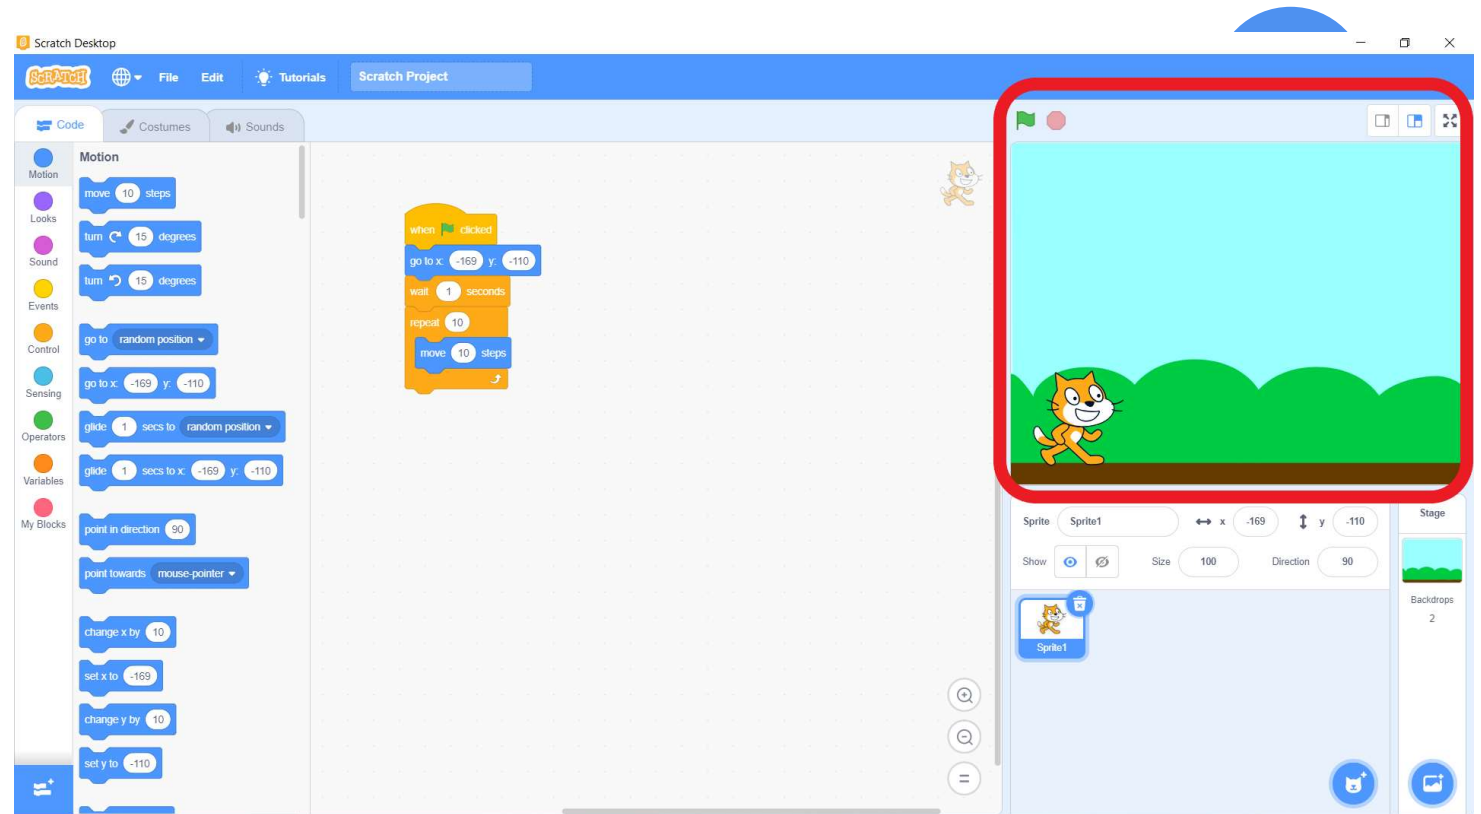 Scratch Desktop
SCRATCH File Edit Tutorials Scratch Project
Code Costumes Sounds
Motion
Looks
Sound
Events
Control
Sensing
Operators
Variables
My Blocks
Motion
move 10 steps
turn 15 degrees
turn 15 degrees
go to random position
go to x: -169 y: -110
glide 1 secs to random position
glide 1 secs to x: -169 y: -110
point in direction 90
point towards mouse-pointer
change x by 10
set x to -169
change y by 10
set y to -110
when clicked
go to x: -169 y: -110
wait 1 seconds
repeat 10
move 10 steps
Sprite Sprite1 x -169 y -110
Show Size 100 Direction 90
Sprite1
Stage
Backdrops
2